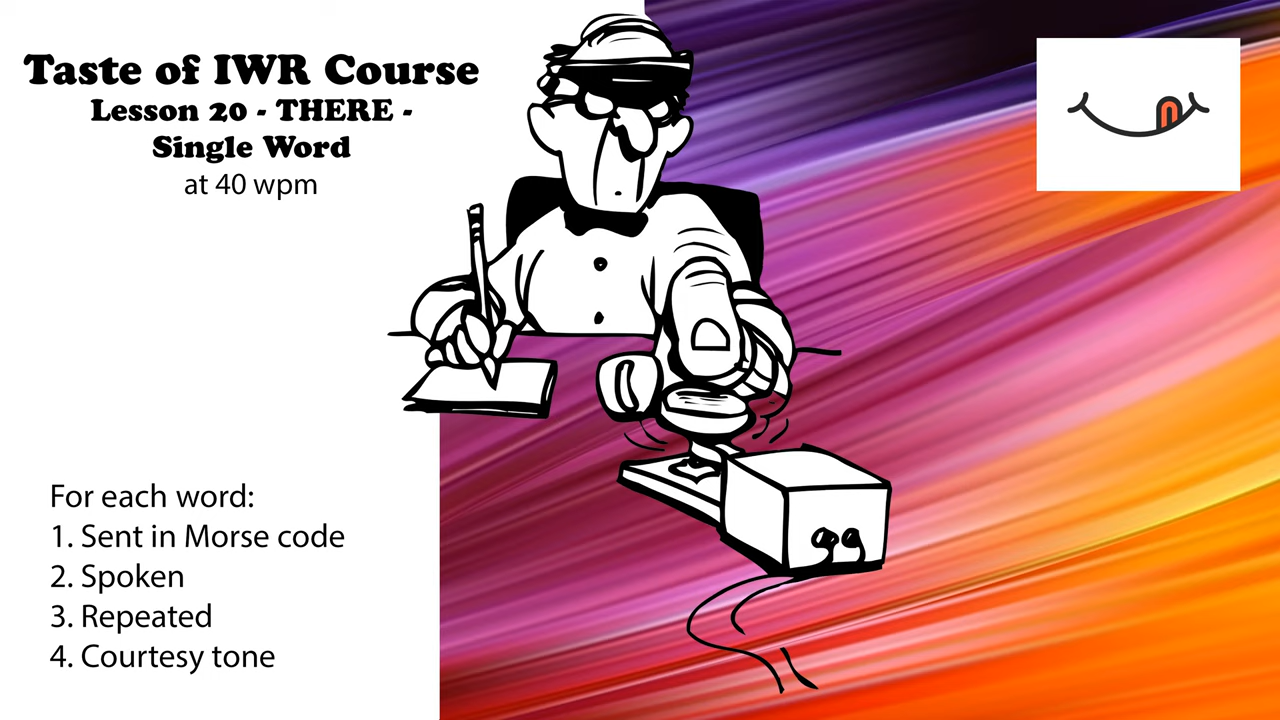 Taste of IWR Course
Lesson 20 - THERE -
Single Word
at 40 wpm
For each word:
1. Sent in Morse code
2. Spoken
3. Repeated
4. Courtesy tone